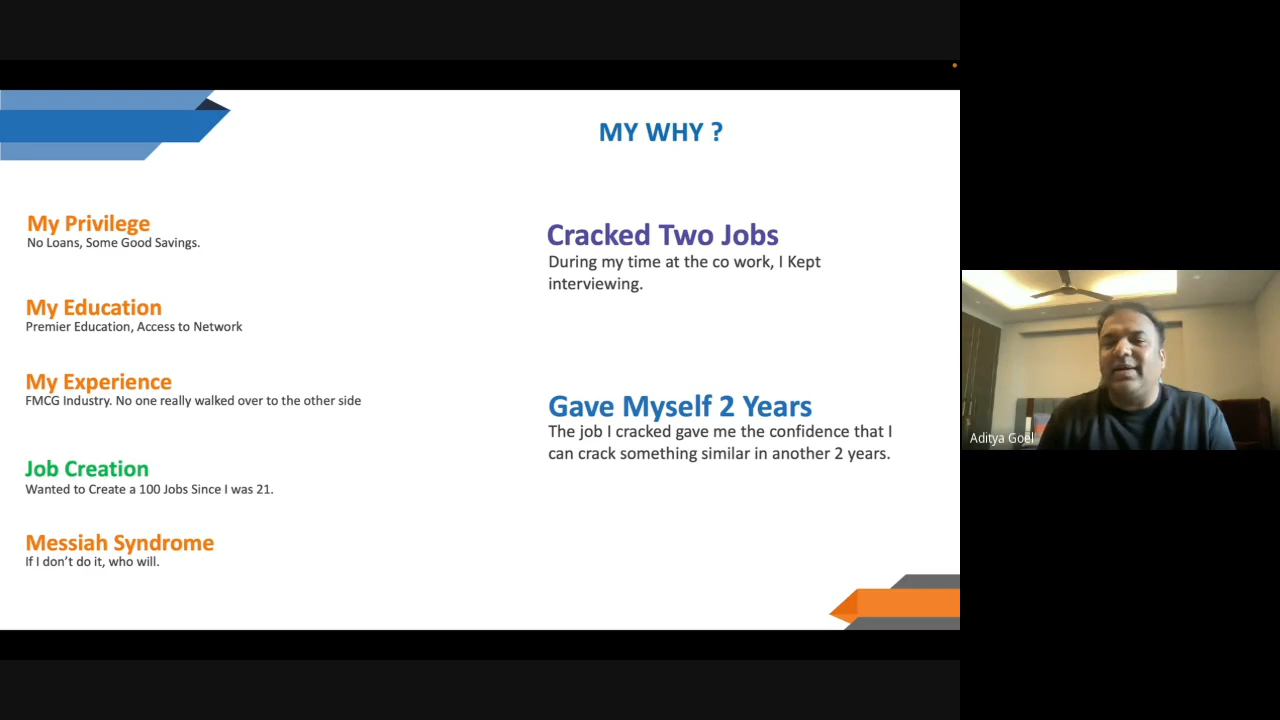 MY WHY ?
My Privilege
No Loans, Some Good Savings.
My Education
Premier Education, Access to Network
My Experience
FMCG Industry. No one really walked over to the other side
Job Creation
Wanted to Create a 100 Jobs Since I was 21.
Messiah Syndrome
If I don't do it, who will.
Cracked Two Jobs
During my time at the co work, I Kept
interviewing.
Gave Myself 2 Years
The job I cracked gave me the confidence that I
can crack something similar in another 2 years.
Aditya Goel